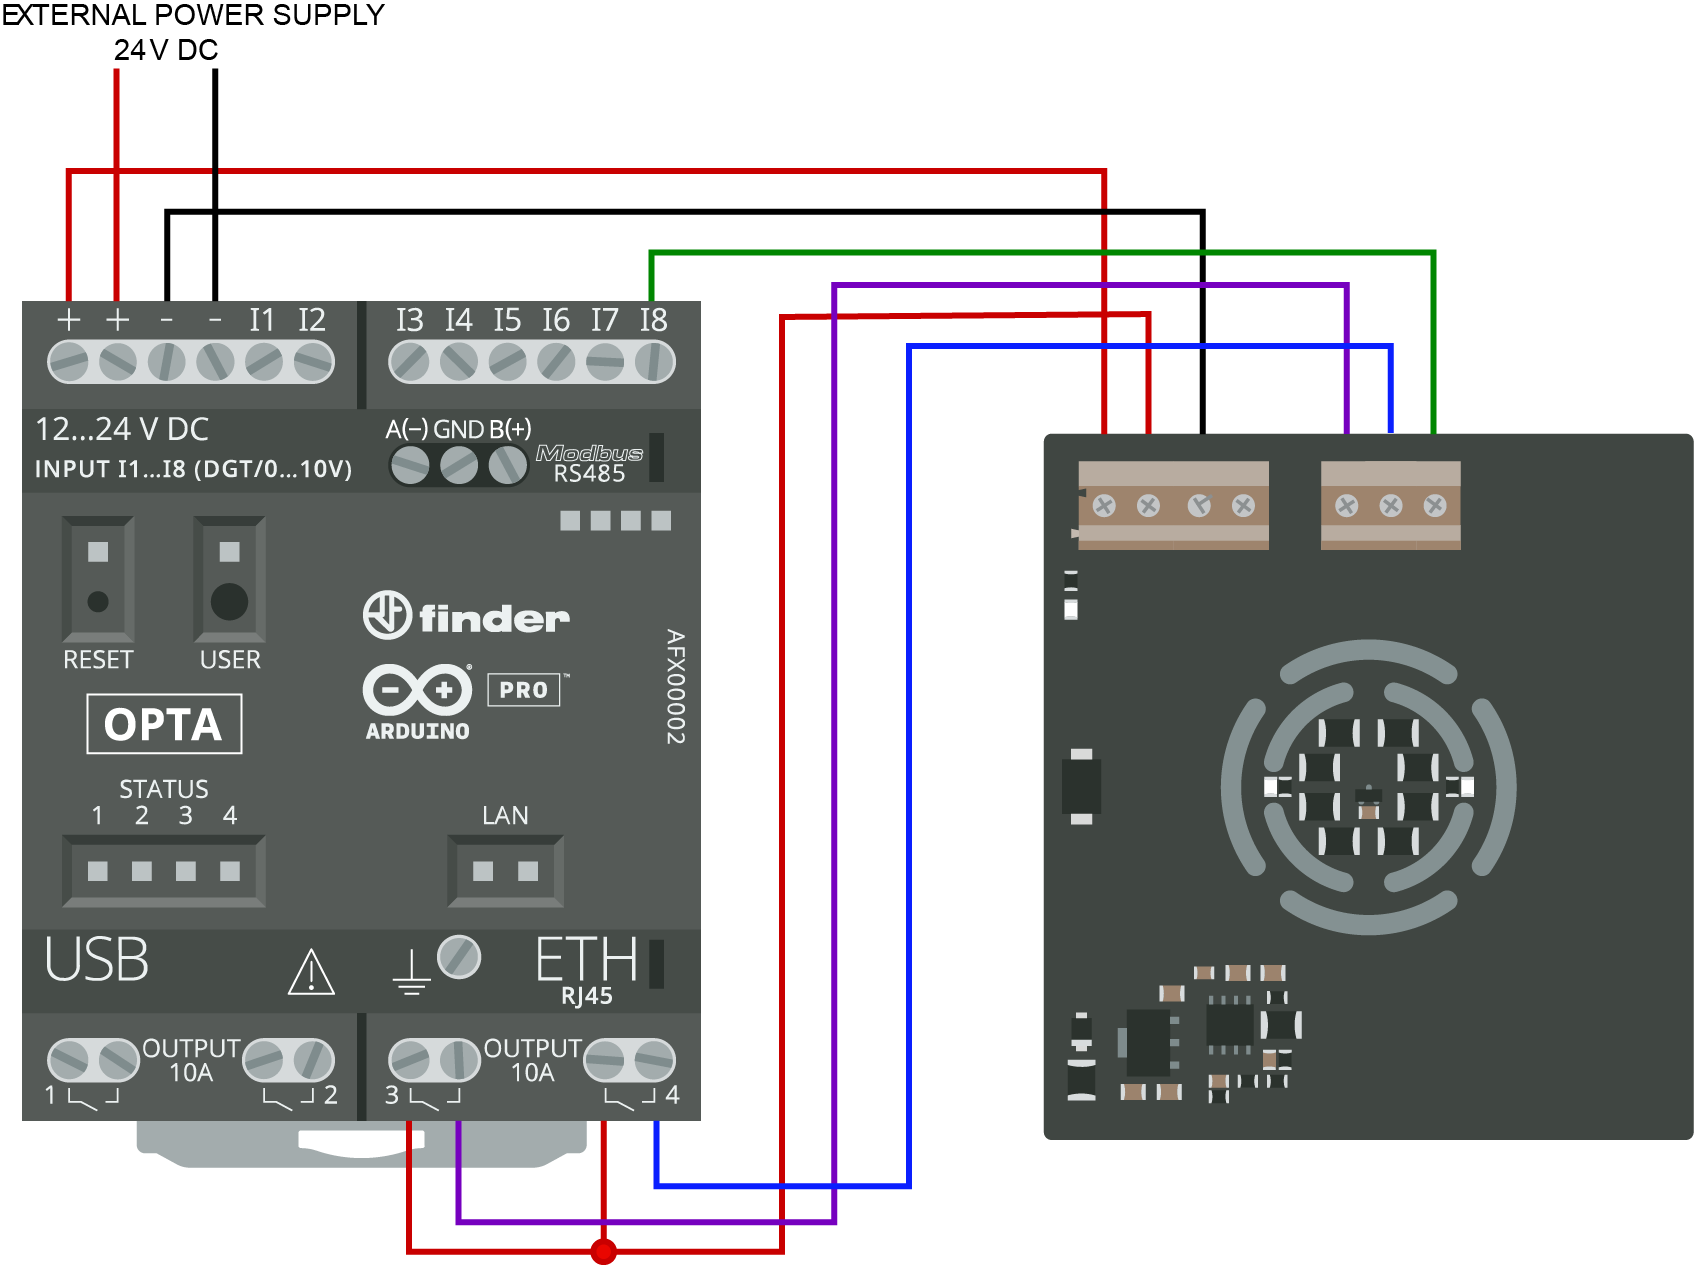 EXTERNAL POWER SUPPLY
24 V DC
+ + - - I1 I2 I3 I4 I5 I6 I7 I8
12...24 V DC
A(−) GND B(+)
INPUT I1...I8 (DGT/0...10V)
Modbus
RS485
finder
RESET USER
AFX00002
OPTA
ARDUINO®
PRO™
STATUS
1 2 3 4
LAN
USB
ETH
RJ45
OUTPUT
10A
1 2
OUTPUT
10A
3 4